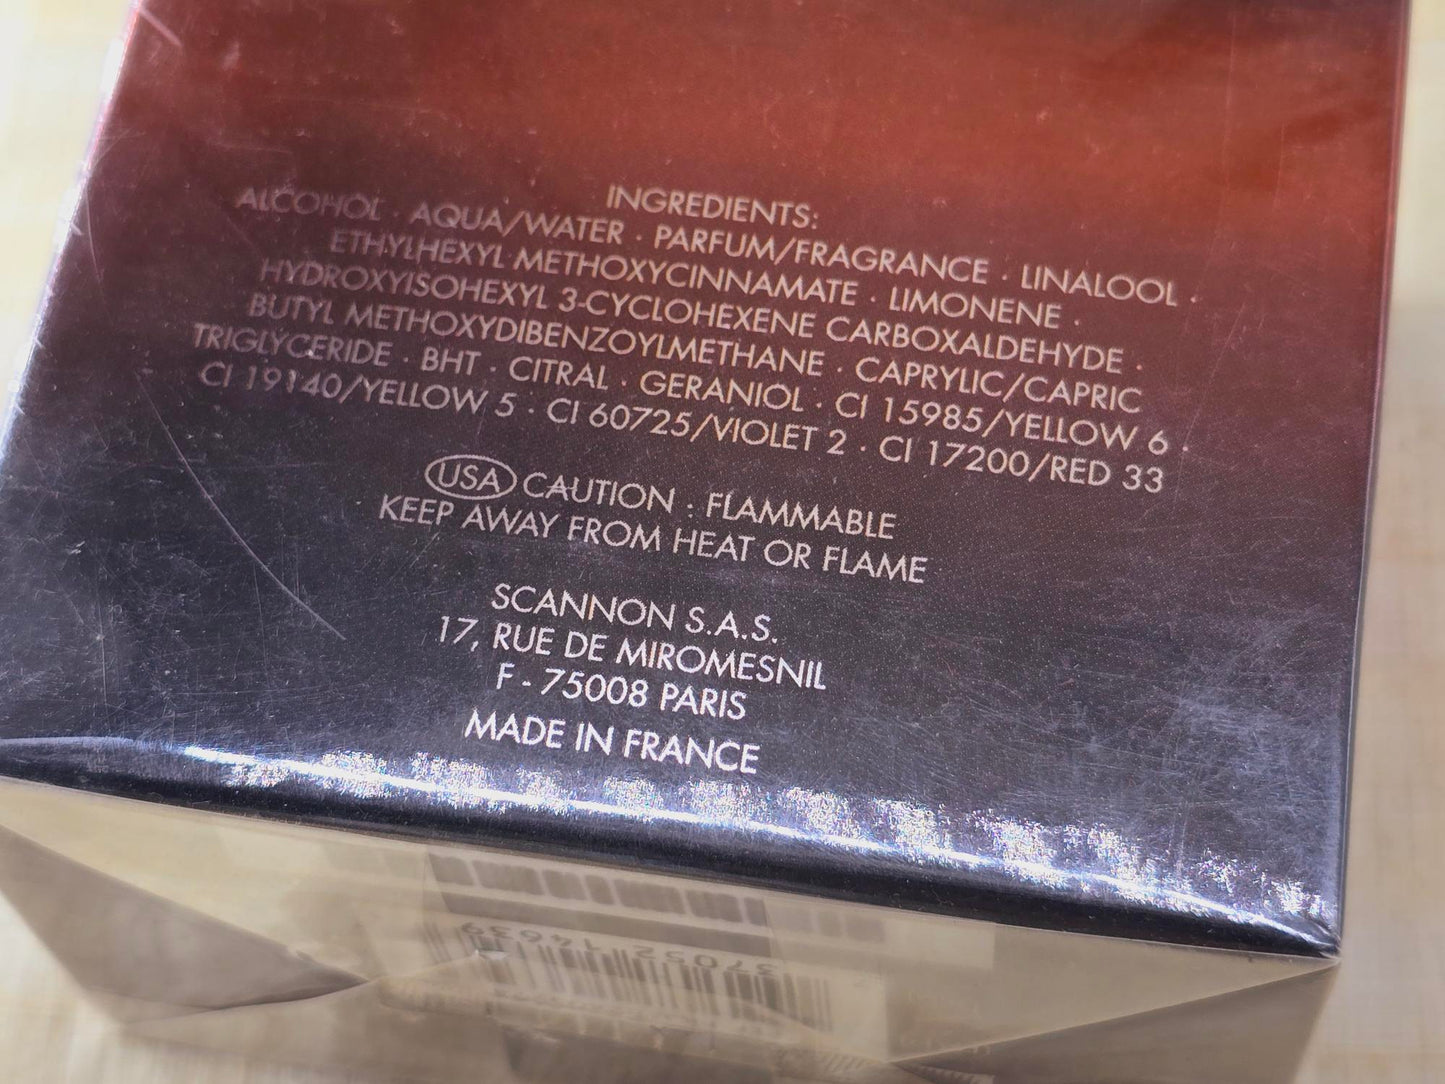 INGREDIENTS:
ALCOHOL · AQUA/WATER · PARFUM/FRAGRANCE · LINALOOL ·
ETHYLHEXYL METHOXYCINNAMATE · LIMONENE ·
HYDROXYISOHEXYL 3-CYCLOHEXENE CARBOXALDEHYDE ·
BUTYL METHOXYDIBENZOYLMETHANE · CAPRYLIC/CAPRIC
TRIGLYCERIDE · BHT · CITRAL · GERANIOL · CI 15985/YELLOW 6 ·
CI 19140/YELLOW 5 · CI 60725/VIOLET 2 · CI 17200/RED 33
USA CAUTION : FLAMMABLE
KEEP AWAY FROM HEAT OR FLAME
SCANNON S.A.S.
17, RUE DE MIROMESNIL
F - 75008 PARIS
MADE IN FRANCE